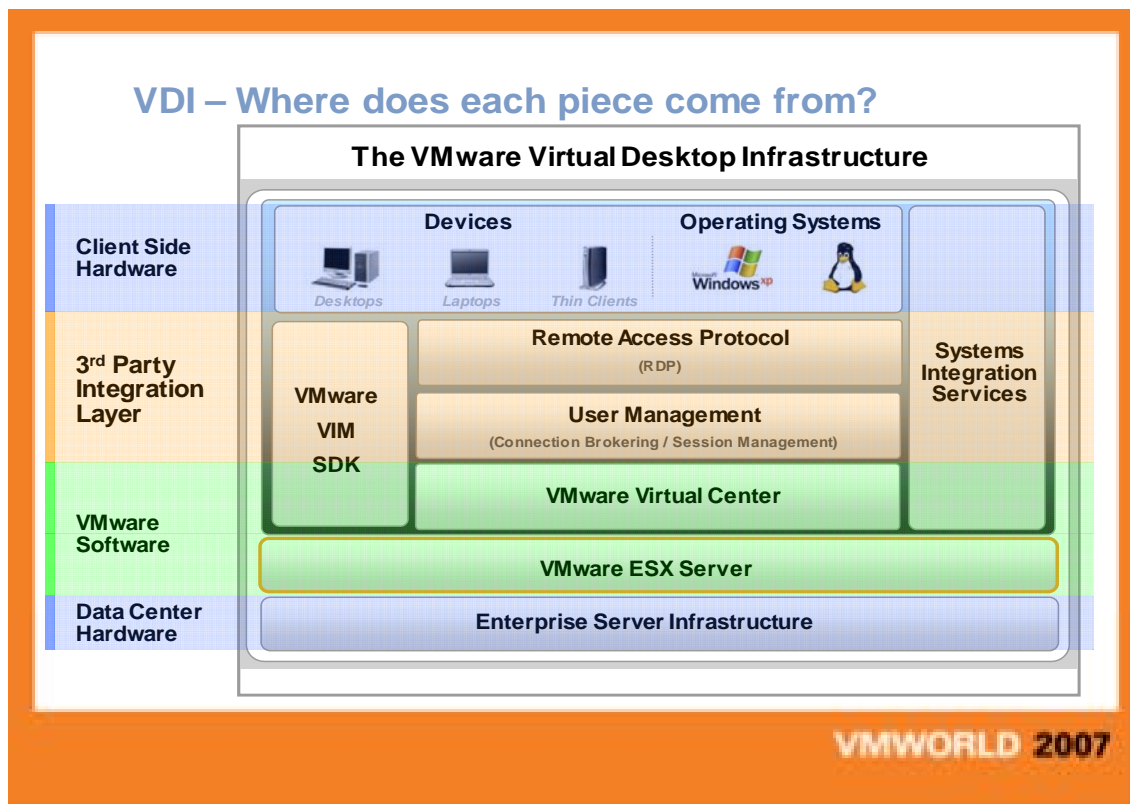 VDI – Where does each piece come from?
The VMware Virtual Desktop Infrastructure
Client Side
Hardware
Devices
Operating Systems
Desktops
Laptops
Thin Clients
Microsoft
Windows xp
3rd Party
Integration
Layer
VMware
VIM
SDK
Remote Access Protocol
(RDP)
User Management
(Connection Brokering / Session Management)
Systems
Integration
Services
VMware
Software
VMware Virtual Center
VMware ESX Server
Data Center
Hardware
Enterprise Server Infrastructure
VMWORLD 2007